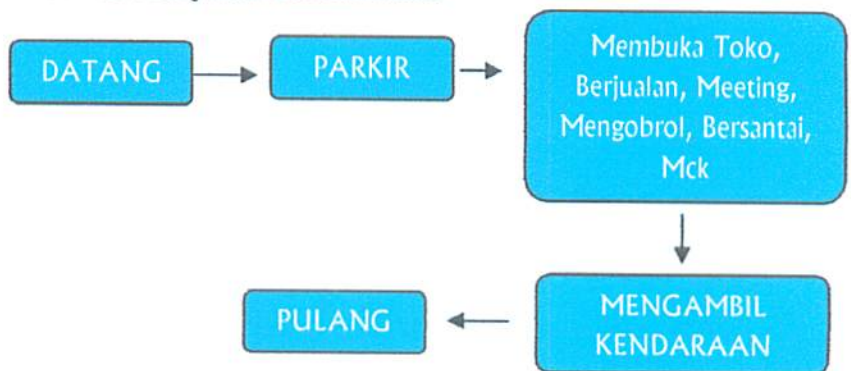 DATANG
PARKIR
Membuka Toko,
Berjualan, Meeting,
Mengobrol, Bersantai,
Mck
MENGAMBIL
KENDARAAN
PULANG